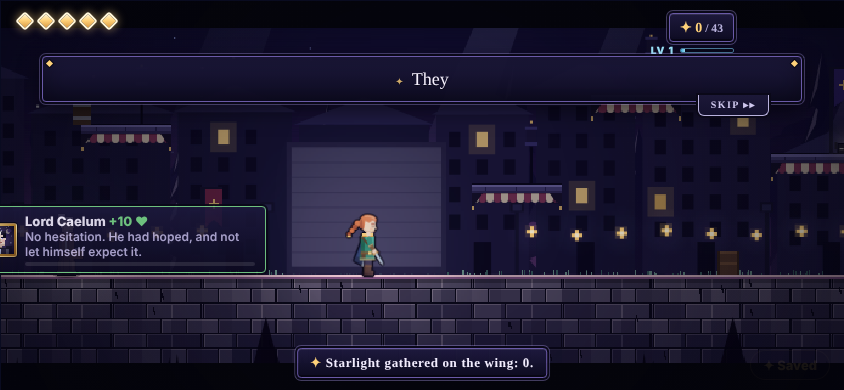 0 / 43
LV 1
They
SKIP ▸▸
Lord Caelum +10
No hesitation. He had hoped, and not
let himself expect it.
Starlight gathered on the wing: 0.
Saved